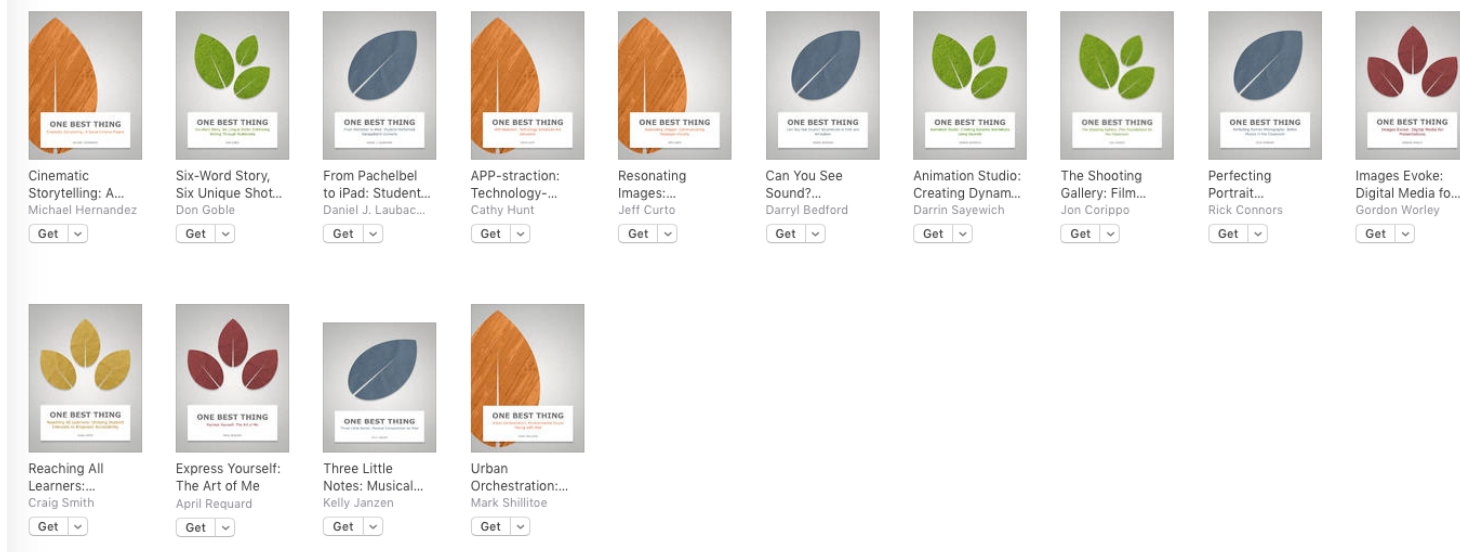 ONE BEST THING
ONE BEST THING
ONE BEST THING
ONE BEST THING
ONE BEST THING
ONE BEST THING
ONE BEST THING
ONE BEST THING
ONE BEST THING
ONE BEST THING
Cinematic
Storytelling: A...
Michael Hernandez
Get
Six-Word Story,
Six Unique Shot...
Don Goble
Get
From Pachelbel
to iPad: Student...
Daniel J. Laubac...
Get
APP-straction:
Technology-...
Cathy Hunt
Get
Resonating
Images:...
Jeff Curto
Get
Can You See
Sound?...
Darryl Bedford
Get
Animation Studio:
Creating Dynam...
Darrin Sayewich
Get
The Shooting
Gallery: Film...
Jon Corippo
Get
Perfecting
Portrait...
Rick Connors
Get
Images Evoke:
Digital Media fo...
Gordon Worley
Get
ONE BEST THING
ONE BEST THING
Express Yourself: The Art of Me
ONE BEST THING
ONE BEST THING
Reaching All
Learners:...
Craig Smith
Get
Express Yourself:
The Art of Me
April Requard
Get
Three Little
Notes: Musical...
Kelly Janzen
Get
Urban
Orchestration:...
Mark Shillitoe
Get